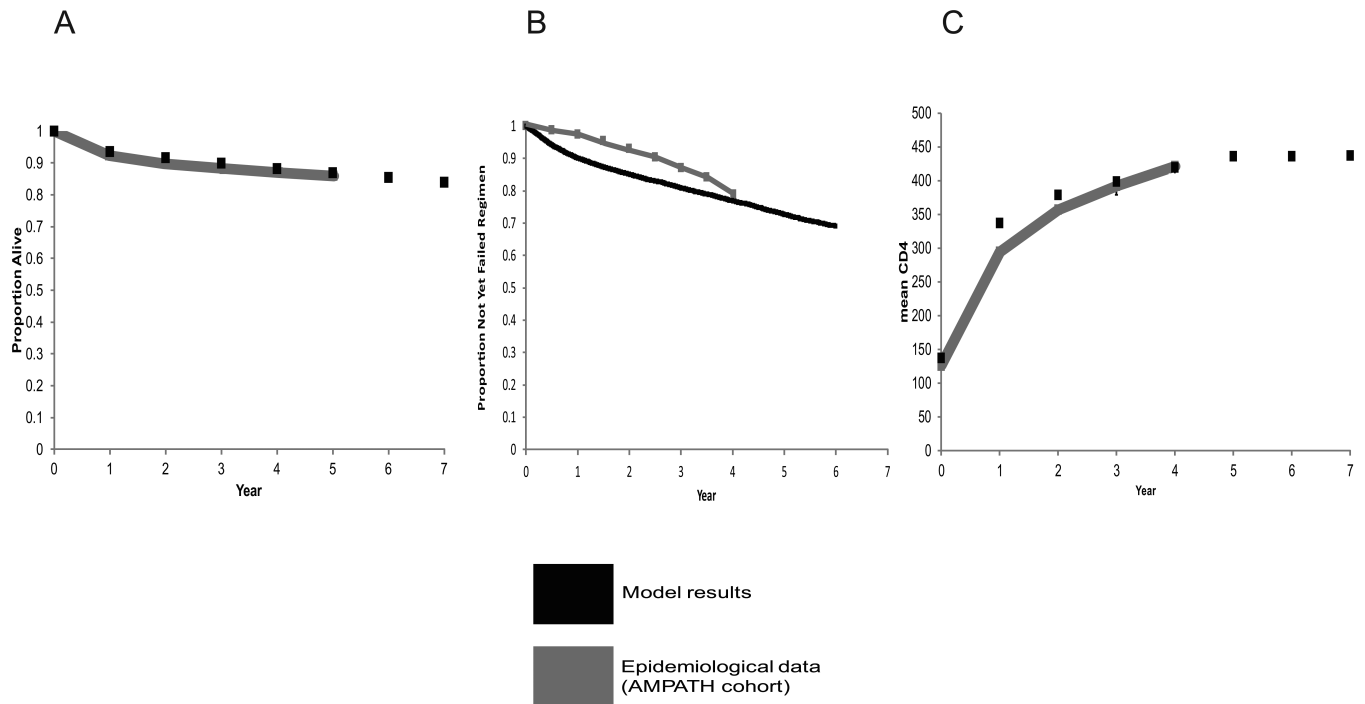 A
B
C
Proportion Alive
1
0.9
0.8
0.7
0.6
0.5
0.4
0.3
0.2
0.1
0
0 1 2 3 4 5 6 7
Year
Proportion Not Yet Failed Regimen
1
0.9
0.8
0.7
0.6
0.5
0.4
0.3
0.2
0.1
0
0 1 2 3 4 5 6 7
Year
mean CD4
500
450
400
350
300
250
200
150
100
50
0
0 1 2 3 4 5 6 7
Year
Model results
Epidemiological data
(AMPATH cohort)